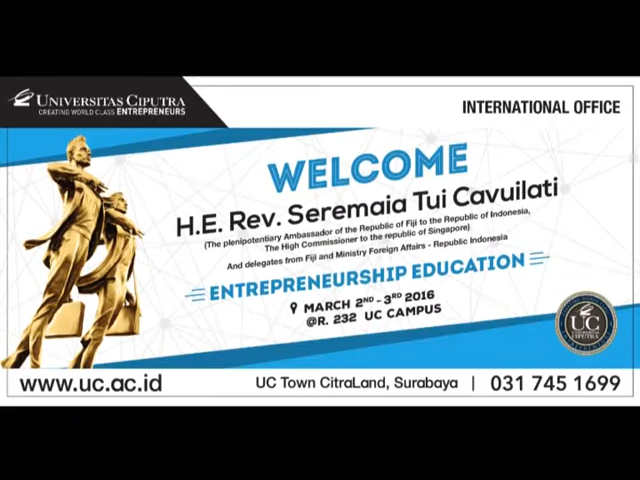 UNIVERSITAS CIPUTRA
CREATING WORLD CLASS ENTREPRENEURS
INTERNATIONAL OFFICE
WELCOME
H.E. Rev. Seremaia Tui Cavuilati
(The plenipotentiary Ambassador of the Republic of Fiji to the Republic of Indonesia,
The High Commissioner to the republic of Singapore)
And delegates from Fiji and Ministry Foreign Affairs - Republic Indonesia
ENTREPRENEURSHIP EDUCATION
MARCH 2ND - 3RD 2016
@R. 232 UC CAMPUS
UC
UNIVERSITAS
CIPUTRA
www.uc.ac.id
UC Town CitraLand, Surabaya | 031 745 1699